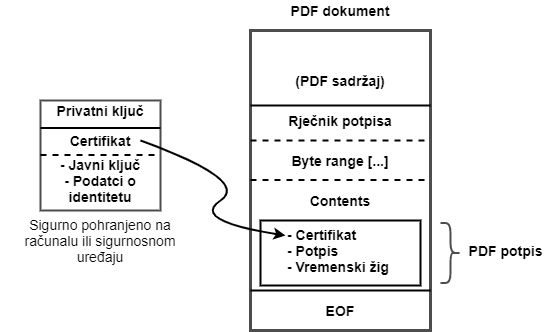 PDF dokument
(PDF sadržaj)
Privatni ključ
Certifikat
- Javni ključ
- Podatci o
identitetu
Sigurno pohranjeno na
računalu ili sigurnosnom
uređaju
Rječnik potpisa
Byte range [...]
Contents
- Certifikat
- Potpis
- Vremenski žig
PDF potpis
EOF